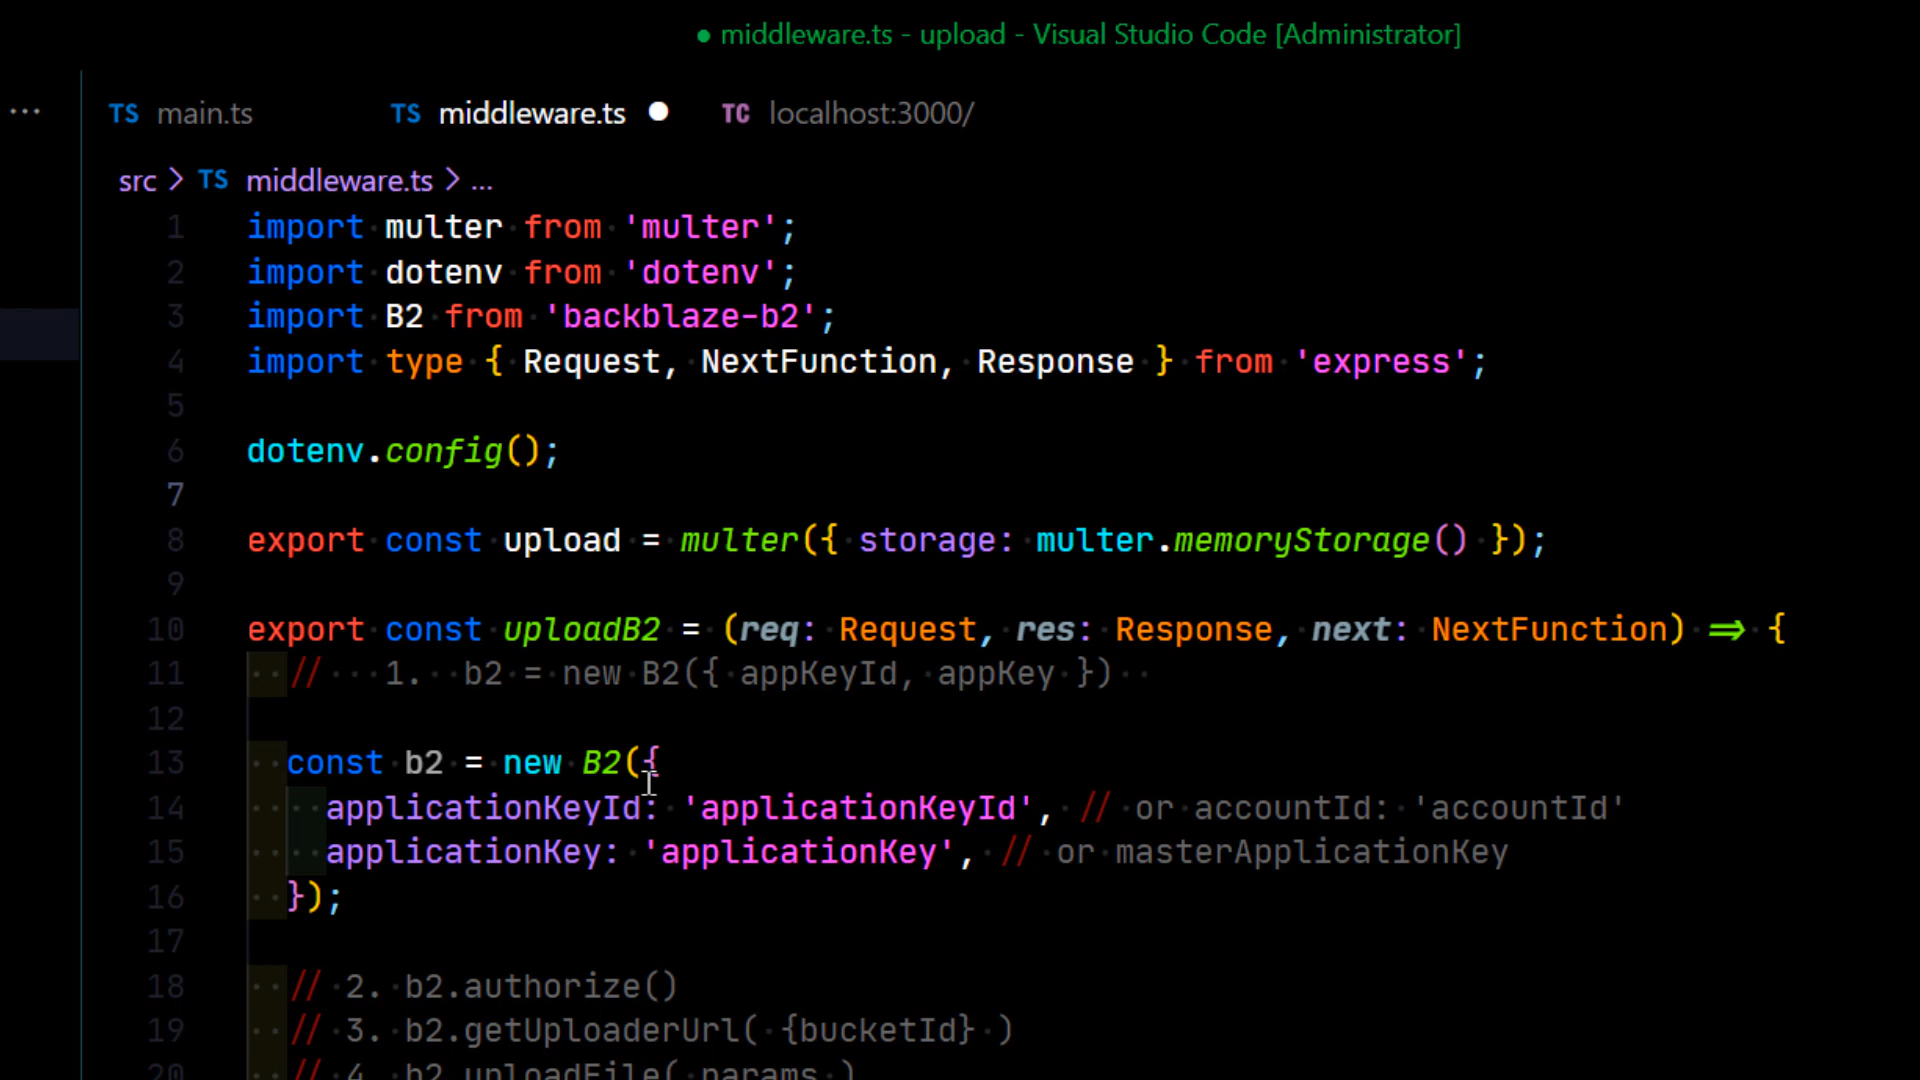 ● middleware.ts - upload - Visual Studio Code [Administrator]
... TS main.ts TS middleware.ts ● TC localhost:3000/
src > TS middleware.ts > ...
1 import multer from 'multer';
2 import dotenv from 'dotenv';
3 import B2 from 'backblaze-b2';
4 import type { Request, NextFunction, Response } from 'express';
5
6 dotenv.config();
7
8 export const upload = multer({ storage: multer.memoryStorage() });
9
10 export const uploadB2 = (req: Request, res: Response, next: NextFunction) => {
11 // 1. b2 = new B2({ appKeyId, appKey })
12
13 const b2 = new B2({
14 applicationKeyId: 'applicationKeyId', // or accountId: 'accountId'
15 applicationKey: 'applicationKey', // or masterApplicationKey
16 });
17
18 // 2. b2.authorize()
19 // 3. b2.getUploaderUrl( {bucketId} )
20 // 4. b2.uploadFile( params )